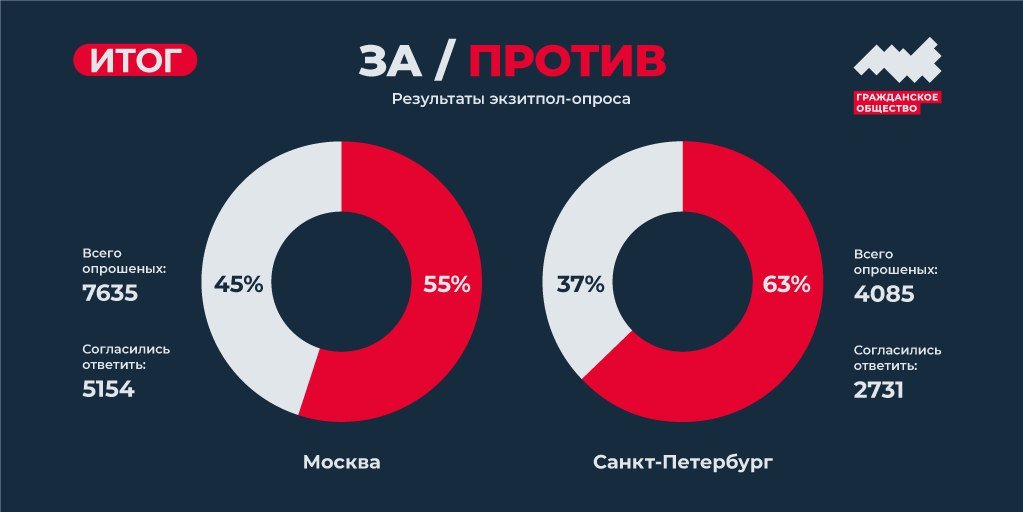 ИТОГ
ЗА / ПРОТИВ
Результаты экзитпол-опроса
ГРАЖДАНСКОЕ
ОБЩЕСТВО
Всего
опрошеных:
7635
Согласились
ответить:
5154
45%
55%
Москва
37%
63%
Санкт-Петербург
Всего
опрошеных:
4085
Согласились
ответить:
2731